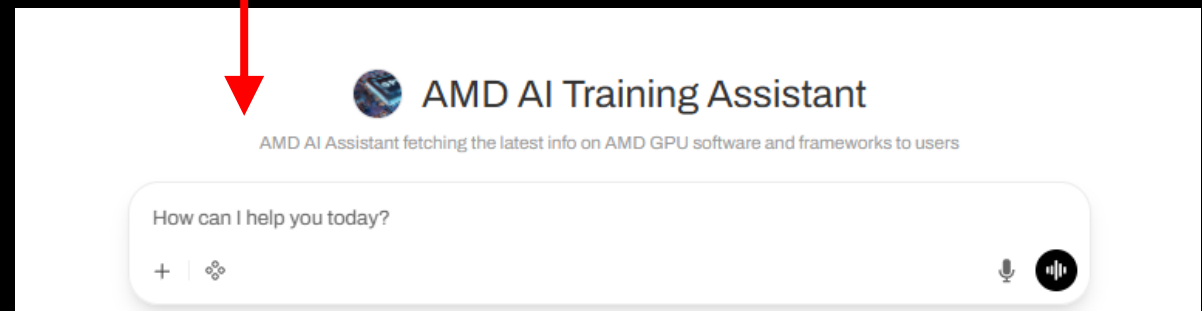 AMD AI Training Assistant
AMD AI Assistant fetching the latest info on AMD GPU software and frameworks to users
How can I help you today?